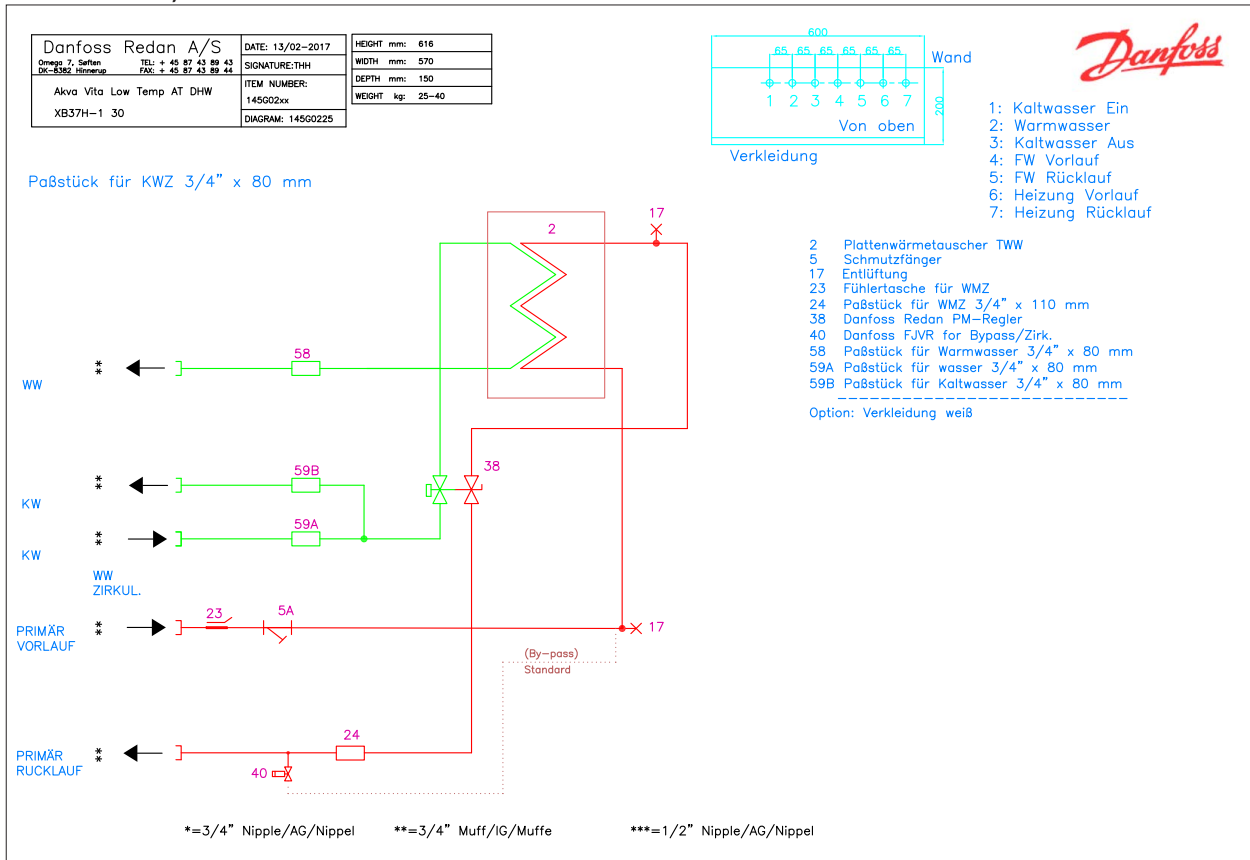 Danfoss Redan A/S
Omega 7, Søften TEL: + 45 87 43 89 43
DK-8382 Hinnerup FAX: + 45 87 43 89 44
Akva Vita Low Temp AT DHW
XB37H-1 30
DATE: 13/02-2017
SIGNATURE:THH
ITEM NUMBER:
145G02xx
DIAGRAM: 145G0225
HEIGHT mm: 616
WIDTH mm: 570
DEPTH mm: 150
WEIGHT kg: 25-40
600
65 65 65 65 65 65
Wand
1 2 3 4 5 6 7
200
Von oben
Verkleidung
Danfoss
1: Kaltwasser Ein
2: Warmwasser
3: Kaltwasser Aus
4: FW Vorlauf
5: FW Rücklauf
6: Heizung Vorlauf
7: Heizung Rücklauf
Paßstück für KWZ 3/4" x 80 mm
2 Plattenwärmetauscher TWW
5 Schmutzfänger
17 Entlüftung
23 Fühlertasche für WMZ
24 Paßstück für WMZ 3/4" x 110 mm
38 Danfoss Redan PM-Regler
40 Danfoss FJVR for Bypass/Zirk.
58 Paßstück für Warmwasser 3/4" x 80 mm
59A Paßstück für wasser 3/4" x 80 mm
59B Paßstück für Kaltwasser 3/4" x 80 mm
Option: Verkleidung weiß
2
17
58
**
WW
59B
38
**
KW
59A
**
KW
WW
ZIRKUL.
23
5A
PRIMÄR
VORLAUF
**
17
(By-pass)
Standard
24
PRIMÄR
RUCKLAUF
**
40
*=3/4" Nipple/AG/Nippel **=3/4" Muff/IG/Muffe ***=1/2" Nipple/AG/Nippel